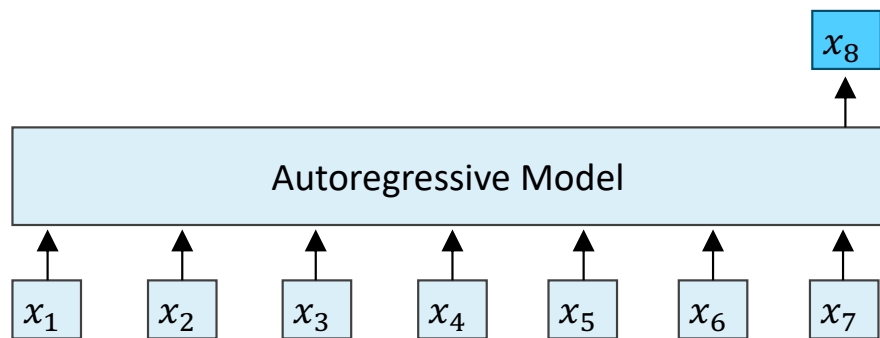 x₈
Autoregressive Model
x₁ x₂ x₃ x₄ x₅ x₆ x₇